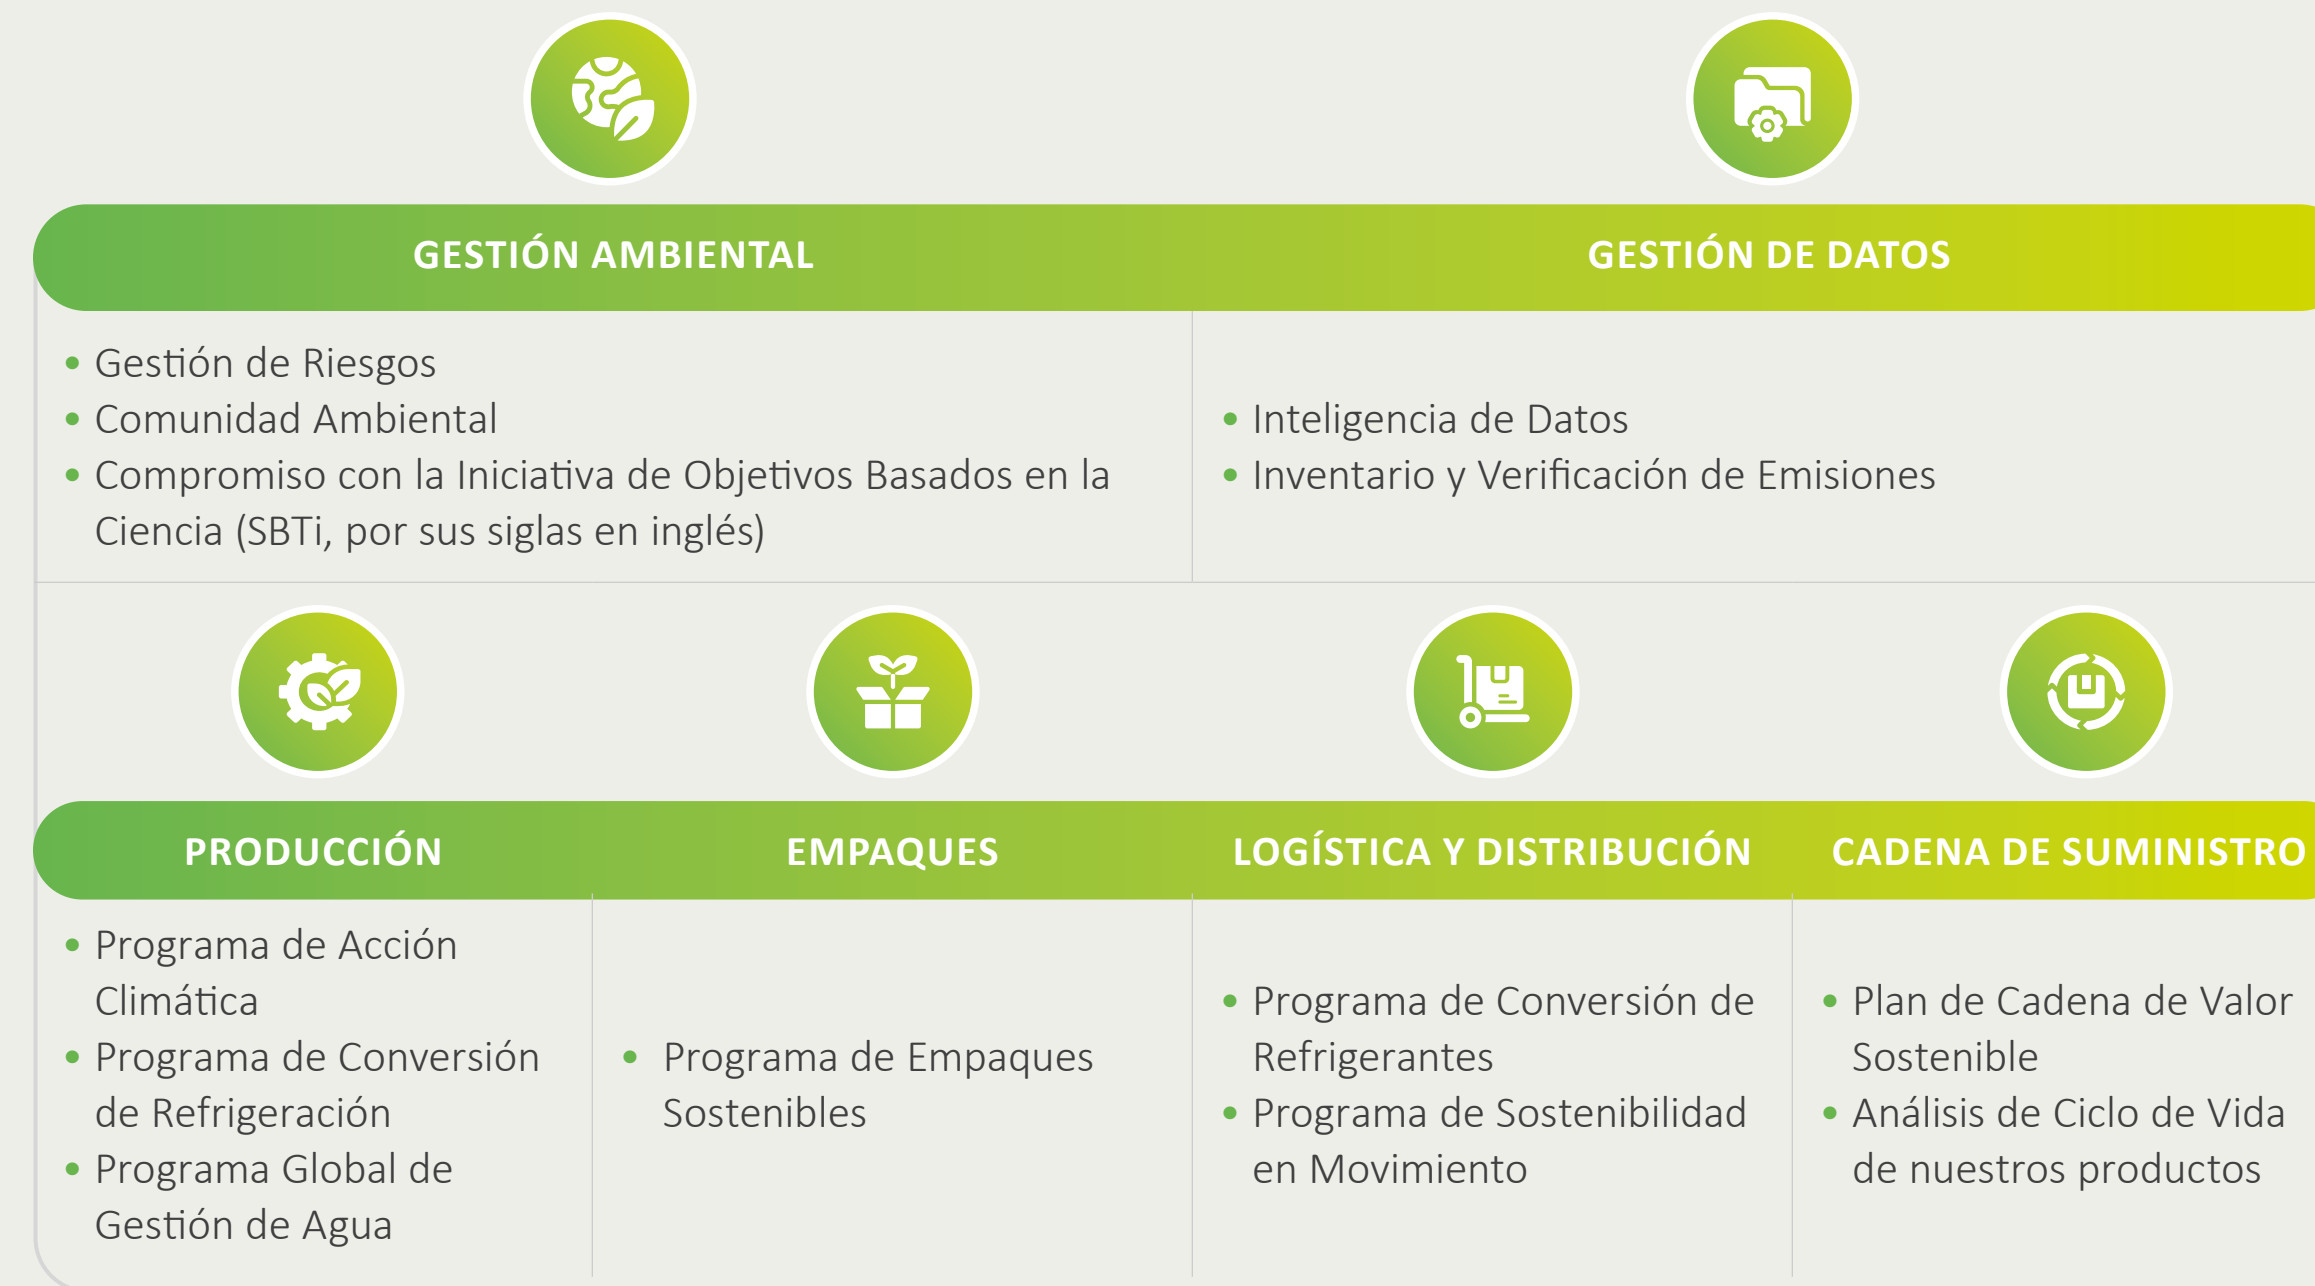 GESTIÓN AMBIENTAL
• Gestión de Riesgos
• Comunidad Ambiental
• Compromiso con la Iniciativa de Objetivos Basados en la
Ciencia (SBTi, por sus siglas en inglés)
GESTIÓN DE DATOS
• Inteligencia de Datos
• Inventario y Verificación de Emisiones
PRODUCCIÓN
• Programa de Acción
Climática
• Programa de Conversión
de Refrigeración
• Programa Global de
Gestión de Agua
EMPAQUES
• Programa de Empaques
Sostenibles
LOGÍSTICA Y DISTRIBUCIÓN
• Programa de Conversión de
Refrigerantes
• Programa de Sostenibilidad
en Movimiento
CADENA DE SUMINISTRO
• Plan de Cadena de Valor
Sostenible
• Análisis de Ciclo de Vida
de nuestros productos